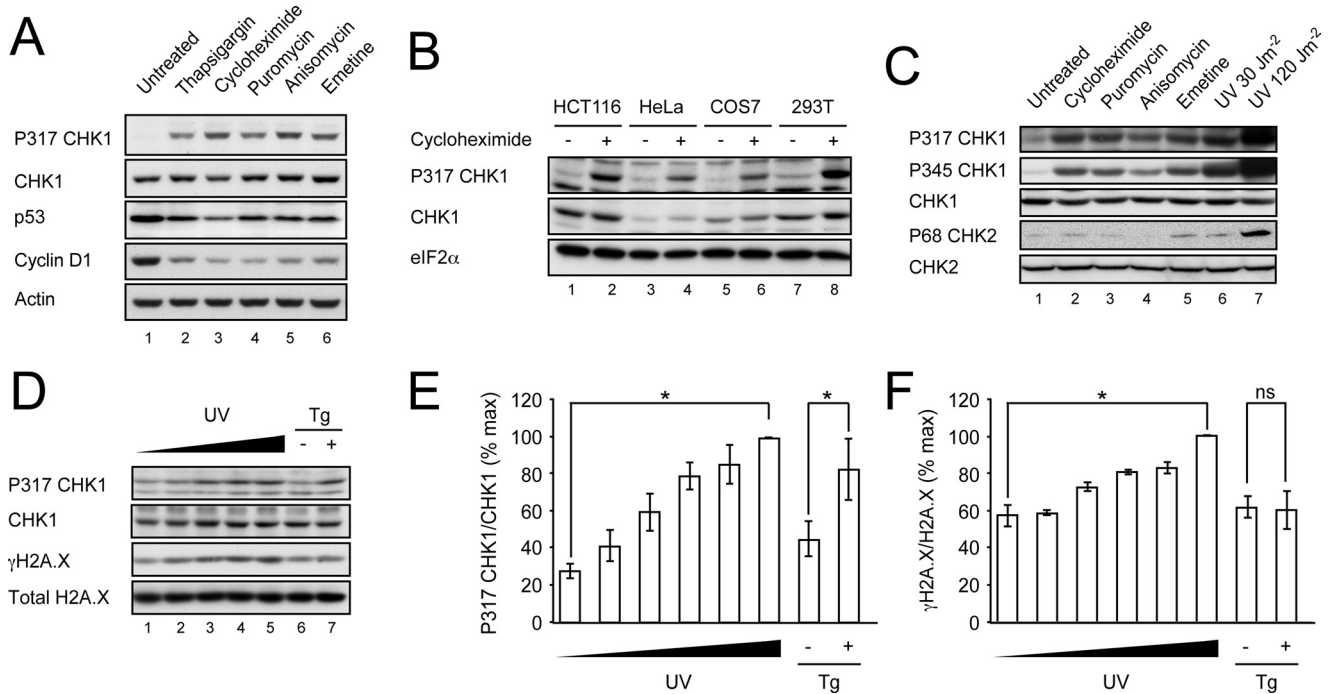 A
Untreated
Thapsigargin
Cycloheximide
Puromycin
Anisomycin
Emetine
P317 CHK1
CHK1
p53
Cyclin D1
Actin
1 2 3 4 5 6
B
HCT116 HeLa COS7 293T
Cycloheximide - + - + - + - +
P317 CHK1
CHK1
eIF2α
1 2 3 4 5 6 7 8
C
Untreated
Cycloheximide
Puromycin
Anisomycin
Emetine
UV 30 Jm-2
UV 120 Jm-2
P317 CHK1
P345 CHK1
CHK1
P68 CHK2
CHK2
1 2 3 4 5 6 7
D
UV Tg
- +
P317 CHK1
CHK1
γH2A.X
Total H2A.X
1 2 3 4 5 6 7
E
P317 CHK1/CHK1 (% max)
120
100
80
60
40
20
0
* *
- +
UV Tg
F
γH2A.X/H2A.X (% max)
120
100
80
60
40
20
0
* ns
- +
UV Tg